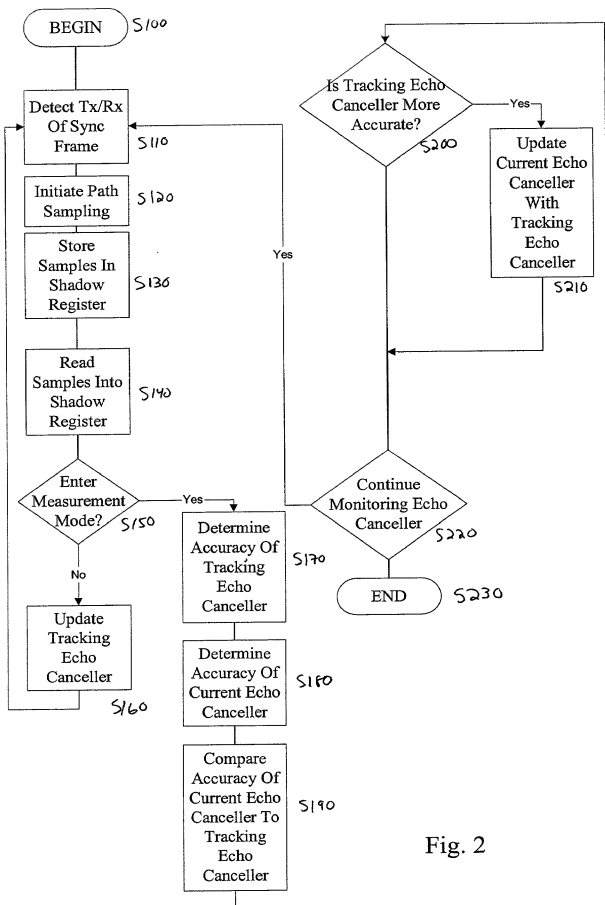 BEGIN
S100
Detect Tx/Rx
Of Sync
Frame
S110
Initiate Path
Sampling
S120
Store
Samples In
Shadow
Register
S130
Read
Samples Into
Shadow
Register
S140
Enter
Measurement
Mode?
S150
Yes
No
Update
Tracking
Echo
Canceller
S160
Determine
Accuracy Of
Tracking
Echo
Canceller
S170
Determine
Accuracy Of
Current Echo
Canceller
S180
Compare
Accuracy Of
Current Echo
Canceller To
Tracking
Echo
Canceller
S190
Is Tracking Echo
Canceller More
Accurate?
S200
Yes
Update
Current Echo
Canceller
With
Tracking
Echo
Canceller
S210
Yes
Continue
Monitoring Echo
Canceller
S220
END
S230
Fig. 2